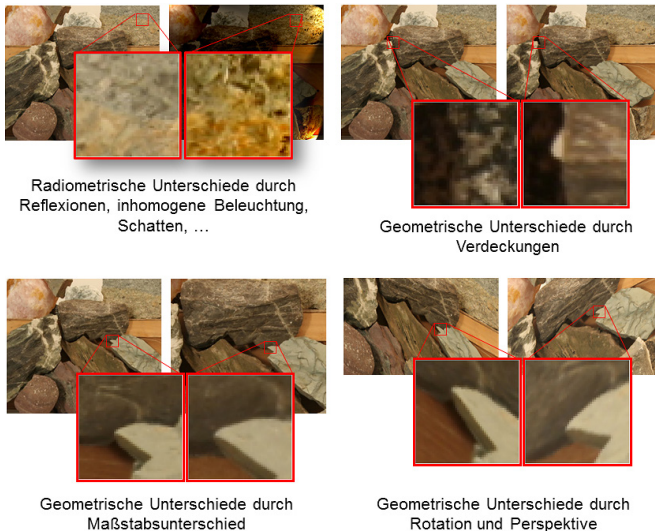 Radiometrische Unterschiede durch
Reflexionen, inhomogene Beleuchtung,
Schatten, …
Geometrische Unterschiede durch
Verdeckungen
Geometrische Unterschiede durch
Maßstabsunterschied
Geometrische Unterschiede durch
Rotation und Perspektive